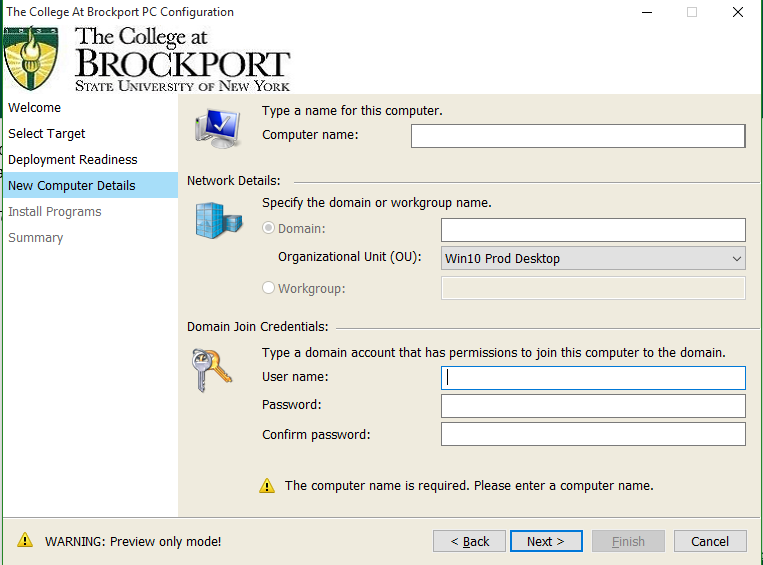 The College At Brockport PC Configuration
The College at
BROCKPORT
STATE UNIVERSITY OF NEW YORK
Welcome
Select Target
Deployment Readiness
New Computer Details
Install Programs
Summary
Type a name for this computer.
Computer name:
Network Details:
Specify the domain or workgroup name.
Domain:
Organizational Unit (OU):
Win10 Prod Desktop
Workgroup:
Domain Join Credentials:
Type a domain account that has permissions to join this computer to the domain.
User name:
Password:
Confirm password:
The computer name is required. Please enter a computer name.
WARNING: Preview only mode!
< Back
Next >
Finish
Cancel